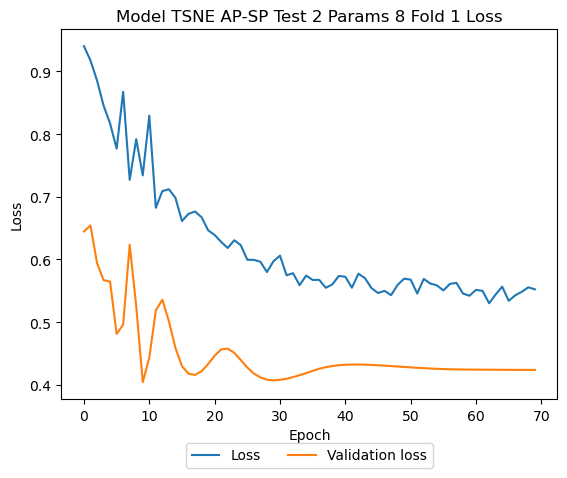 Model TSNE AP-SP Test 2 Params 8 Fold 1 Loss
Loss
0.9
0.8
0.7
0.6
0.5
0.4
0 10 20 30 40 50 60 70
Epoch
Loss Validation loss